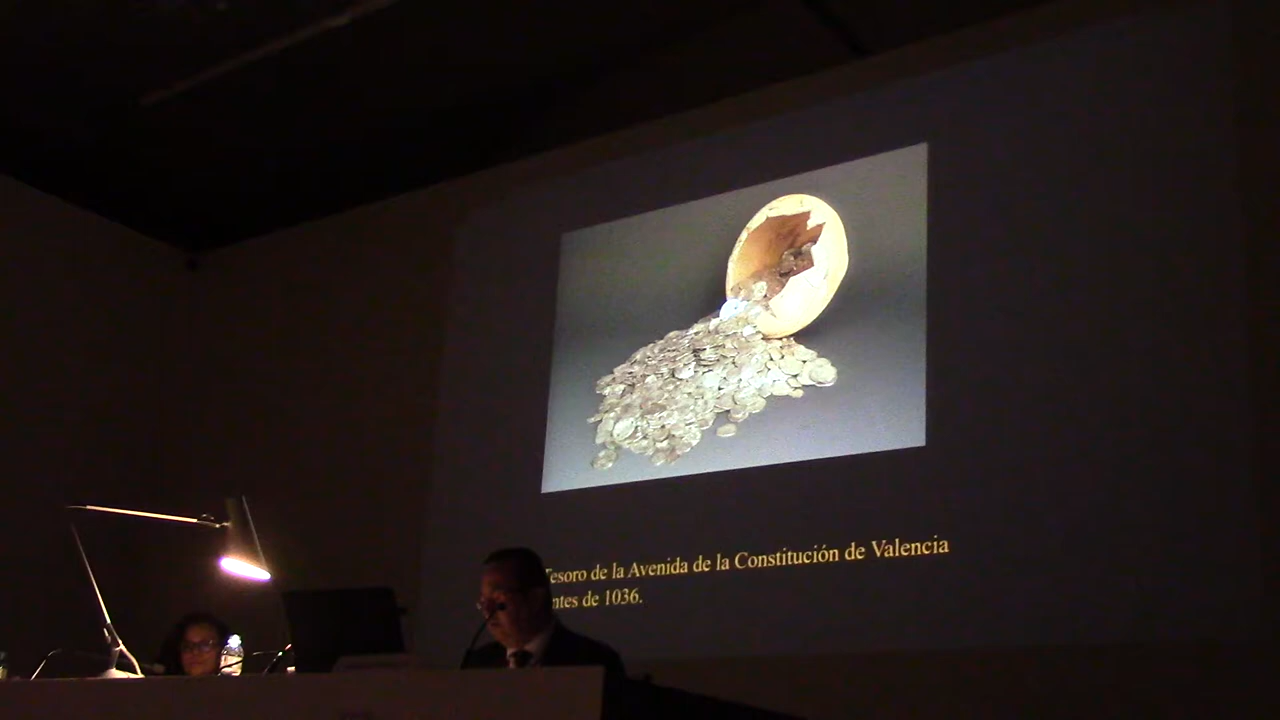 Tesoro de la Avenida de la Constitución de Valencia
ntes de 1036.